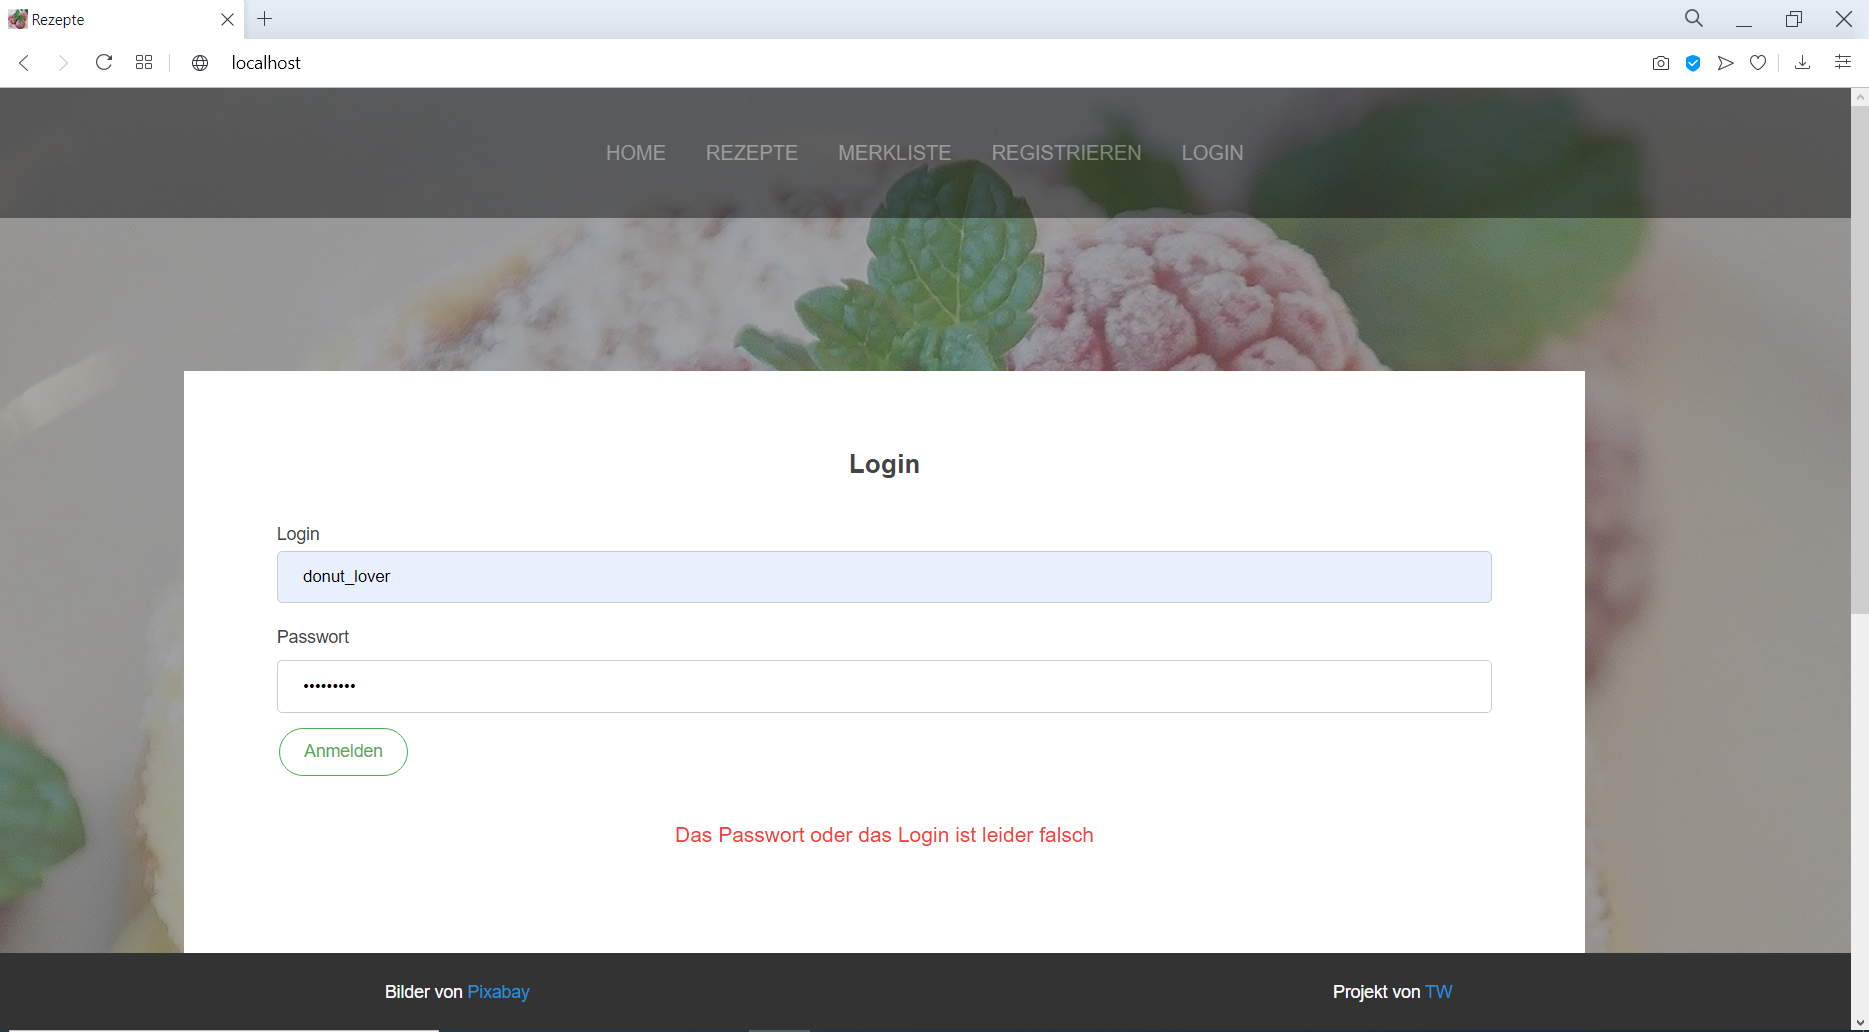 Rezepte
localhost
HOME REZEPTE MERKLISTE REGISTRIEREN LOGIN
Login
Login
donut_lover
Passwort
•••••••••
Anmelden
Das Passwort oder das Login ist leider falsch
Bilder von Pixabay
Projekt von TW